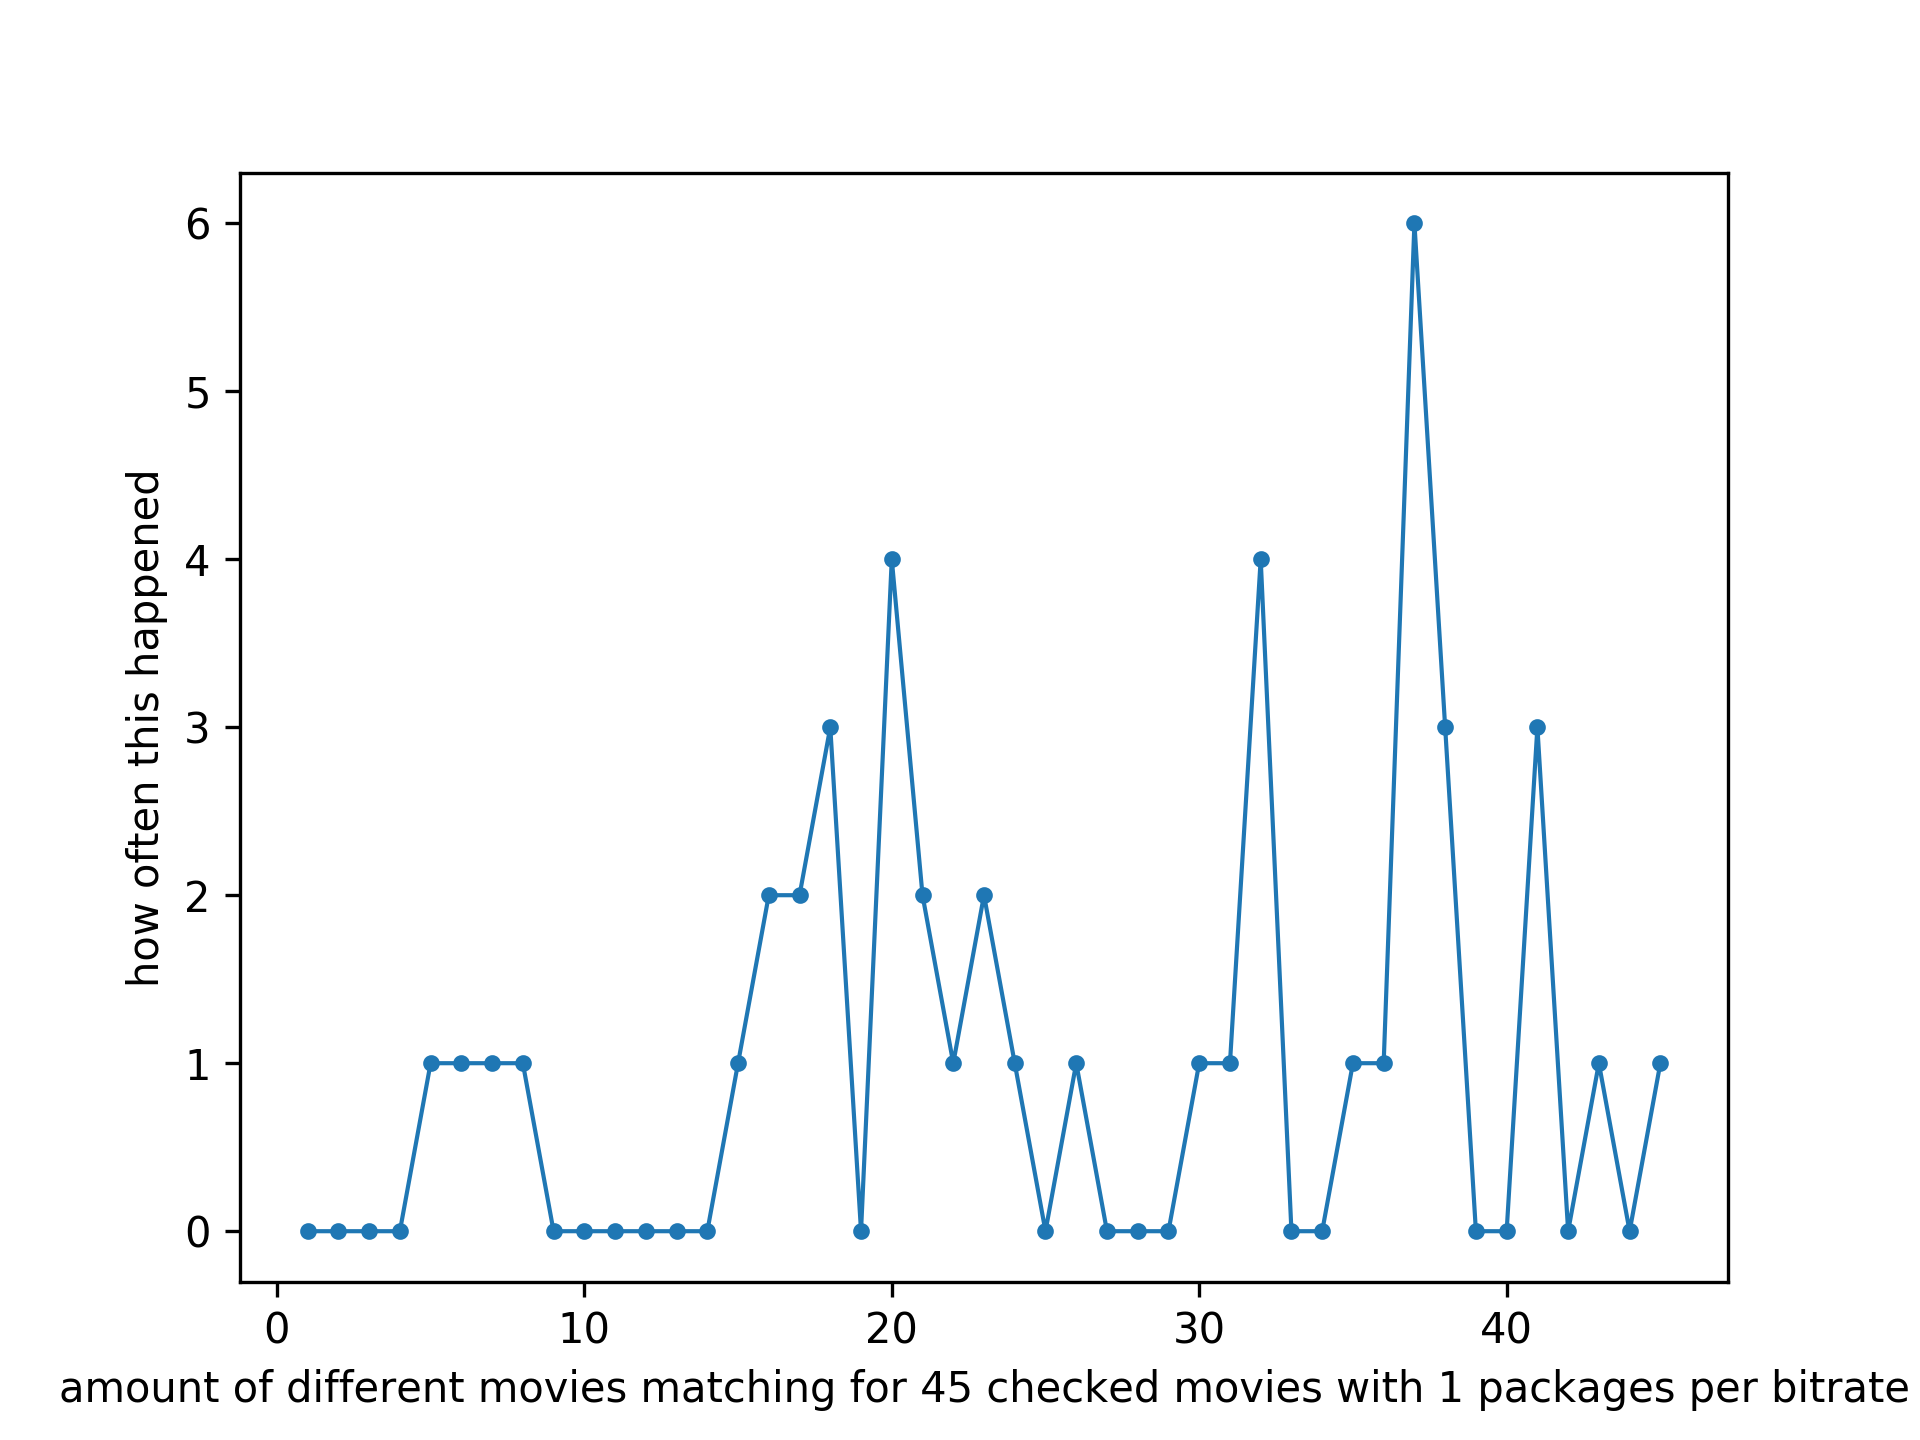 6
5
4
3
2
1
0
how often this happened
0 10 20 30 40
amount of different movies matching for 45 checked movies with 1 packages per bitrate